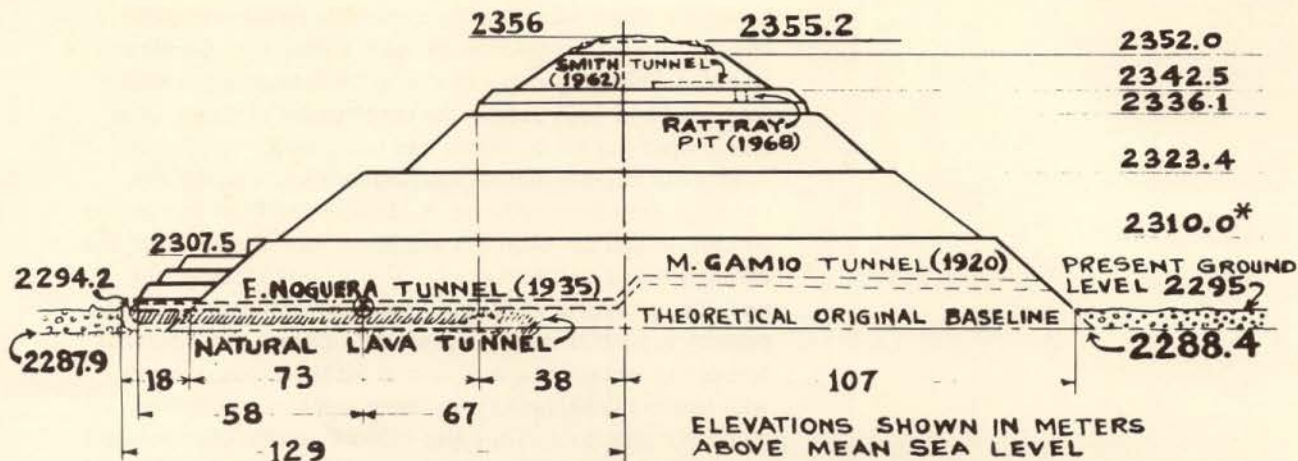 2356
2355.2
2352.0
SMITH TUNNEL
(1962)
2342.5
2336.1
RATTRAY
PIT (1968)
2323.4
2310.0*
2307.5
2294.2
E. NOGUERA TUNNEL (1935)
M. GAMIO TUNNEL (1920)
PRESENT GROUND
LEVEL 2295
THEORETICAL ORIGINAL BASELINE
2287.9
NATURAL LAVA TUNNEL
2288.4
18 73 38 107
58 67
129
ELEVATIONS SHOWN IN METERS
ABOVE MEAN SEA LEVEL